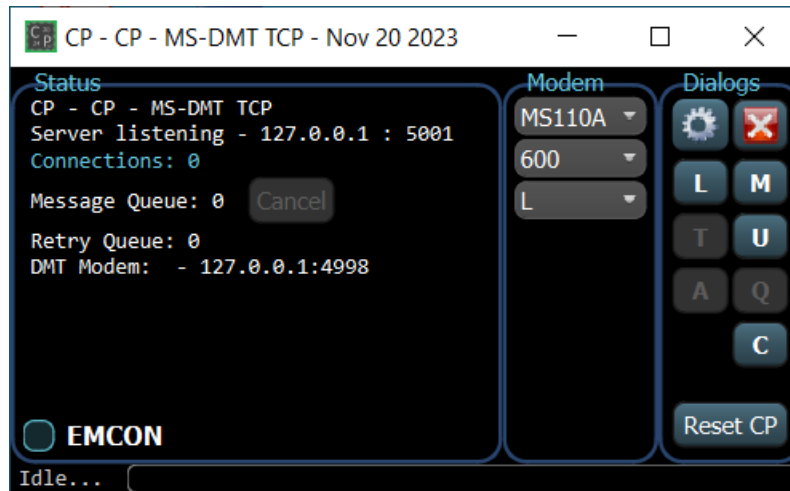 CP - CP - MS-DMT TCP - Nov 20 2023
Status
CP - CP - MS-DMT TCP
Server listening - 127.0.0.1 : 5001
Connections: 0
Message Queue: 0 Cancel
Retry Queue: 0
DMT Modem:  - 127.0.0.1:4998
EMCON
Modem
MS110A
600
L
Dialogs
L M
T U
A Q
C
Reset CP
Idle...